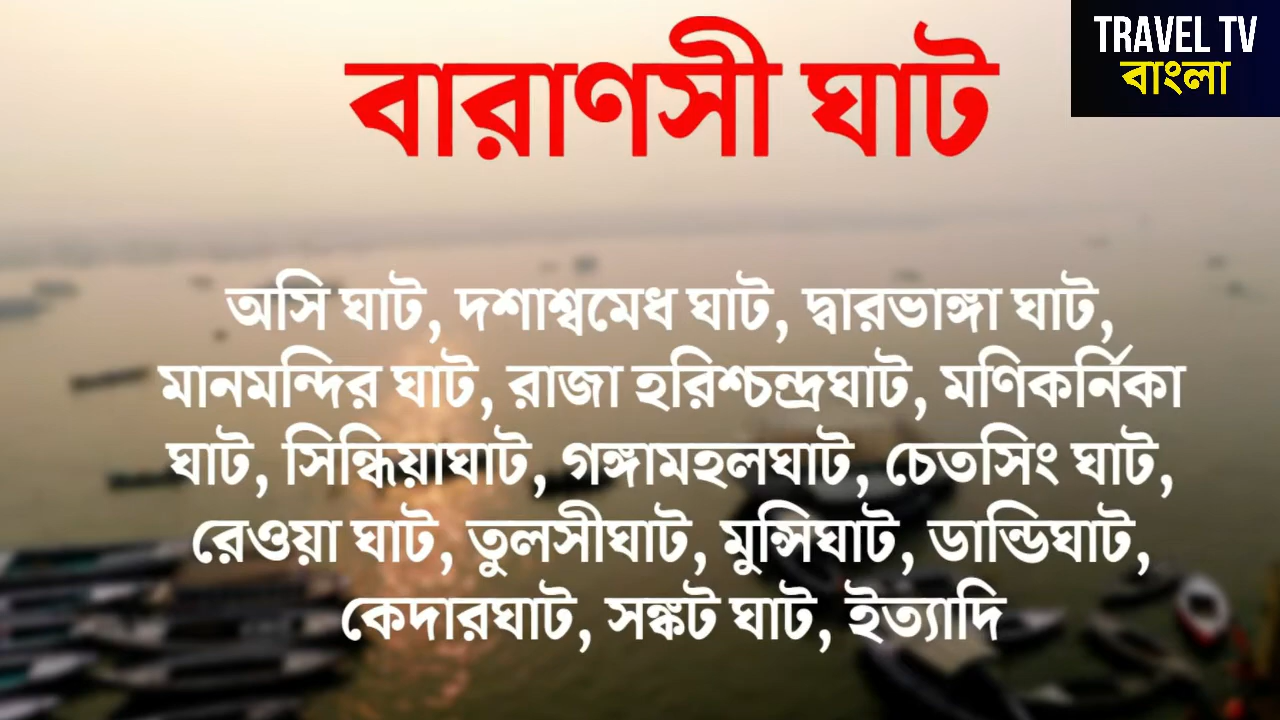 TRAVEL TV
বাংলা
বারাণসী ঘাট
অসি ঘাট, দশাশ্বমেধ ঘাট, দ্বারভাঙ্গা ঘাট,
মানমন্দির ঘাট, রাজা হরিশ্চন্দ্রঘাট, মণিকর্নিকা
ঘাট, সিন্ধিয়াঘাট, গঙ্গামহলঘাট, চেতসিং ঘাট,
রেওয়া ঘাট, তুলসীঘাট, মুন্সিঘাট, ডান্ডিঘাট,
কেদারঘাট, সঙ্কট ঘাট, ইত্যাদি